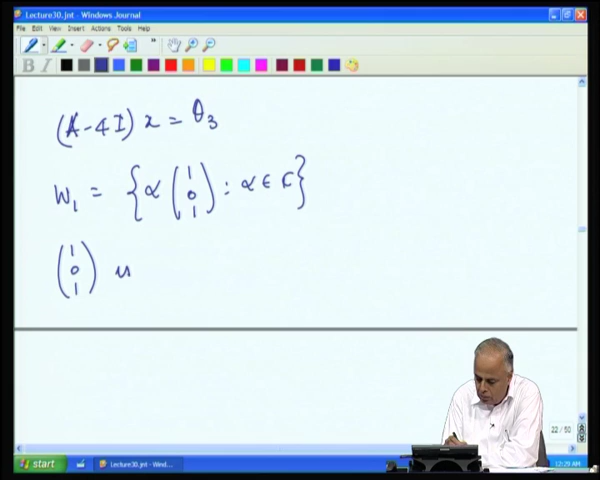 Lecture30.jnt - Windows Journal
File Edit View Insert Actions Tools Help
B I
(A-4I) x = θ₃
W₁ = { α (1 0 1) : α ∈ ℂ }
(1 0 1) is
22 / 50
start
Lecture30.jnt - Wind...
12:29 AM